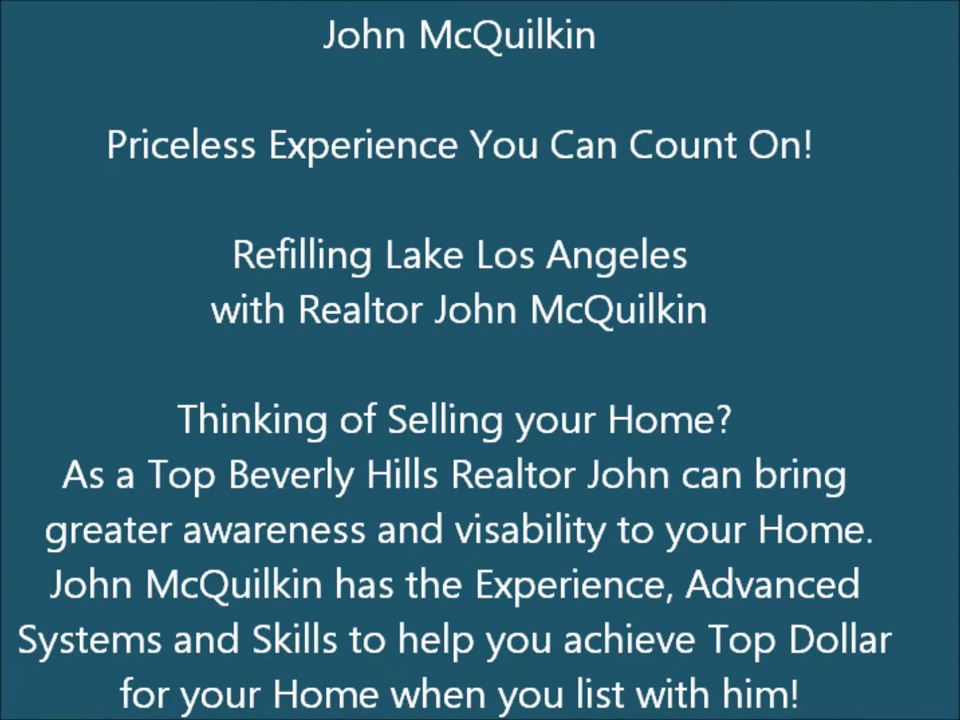 John McQuilkin
Priceless Experience You Can Count On!
Refilling Lake Los Angeles
with Realtor John McQuilkin
Thinking of Selling your Home?
As a Top Beverly Hills Realtor John can bring
greater awareness and visability to your Home.
John McQuilkin has the Experience, Advanced
Systems and Skills to help you achieve Top Dollar
for your Home when you list with him!